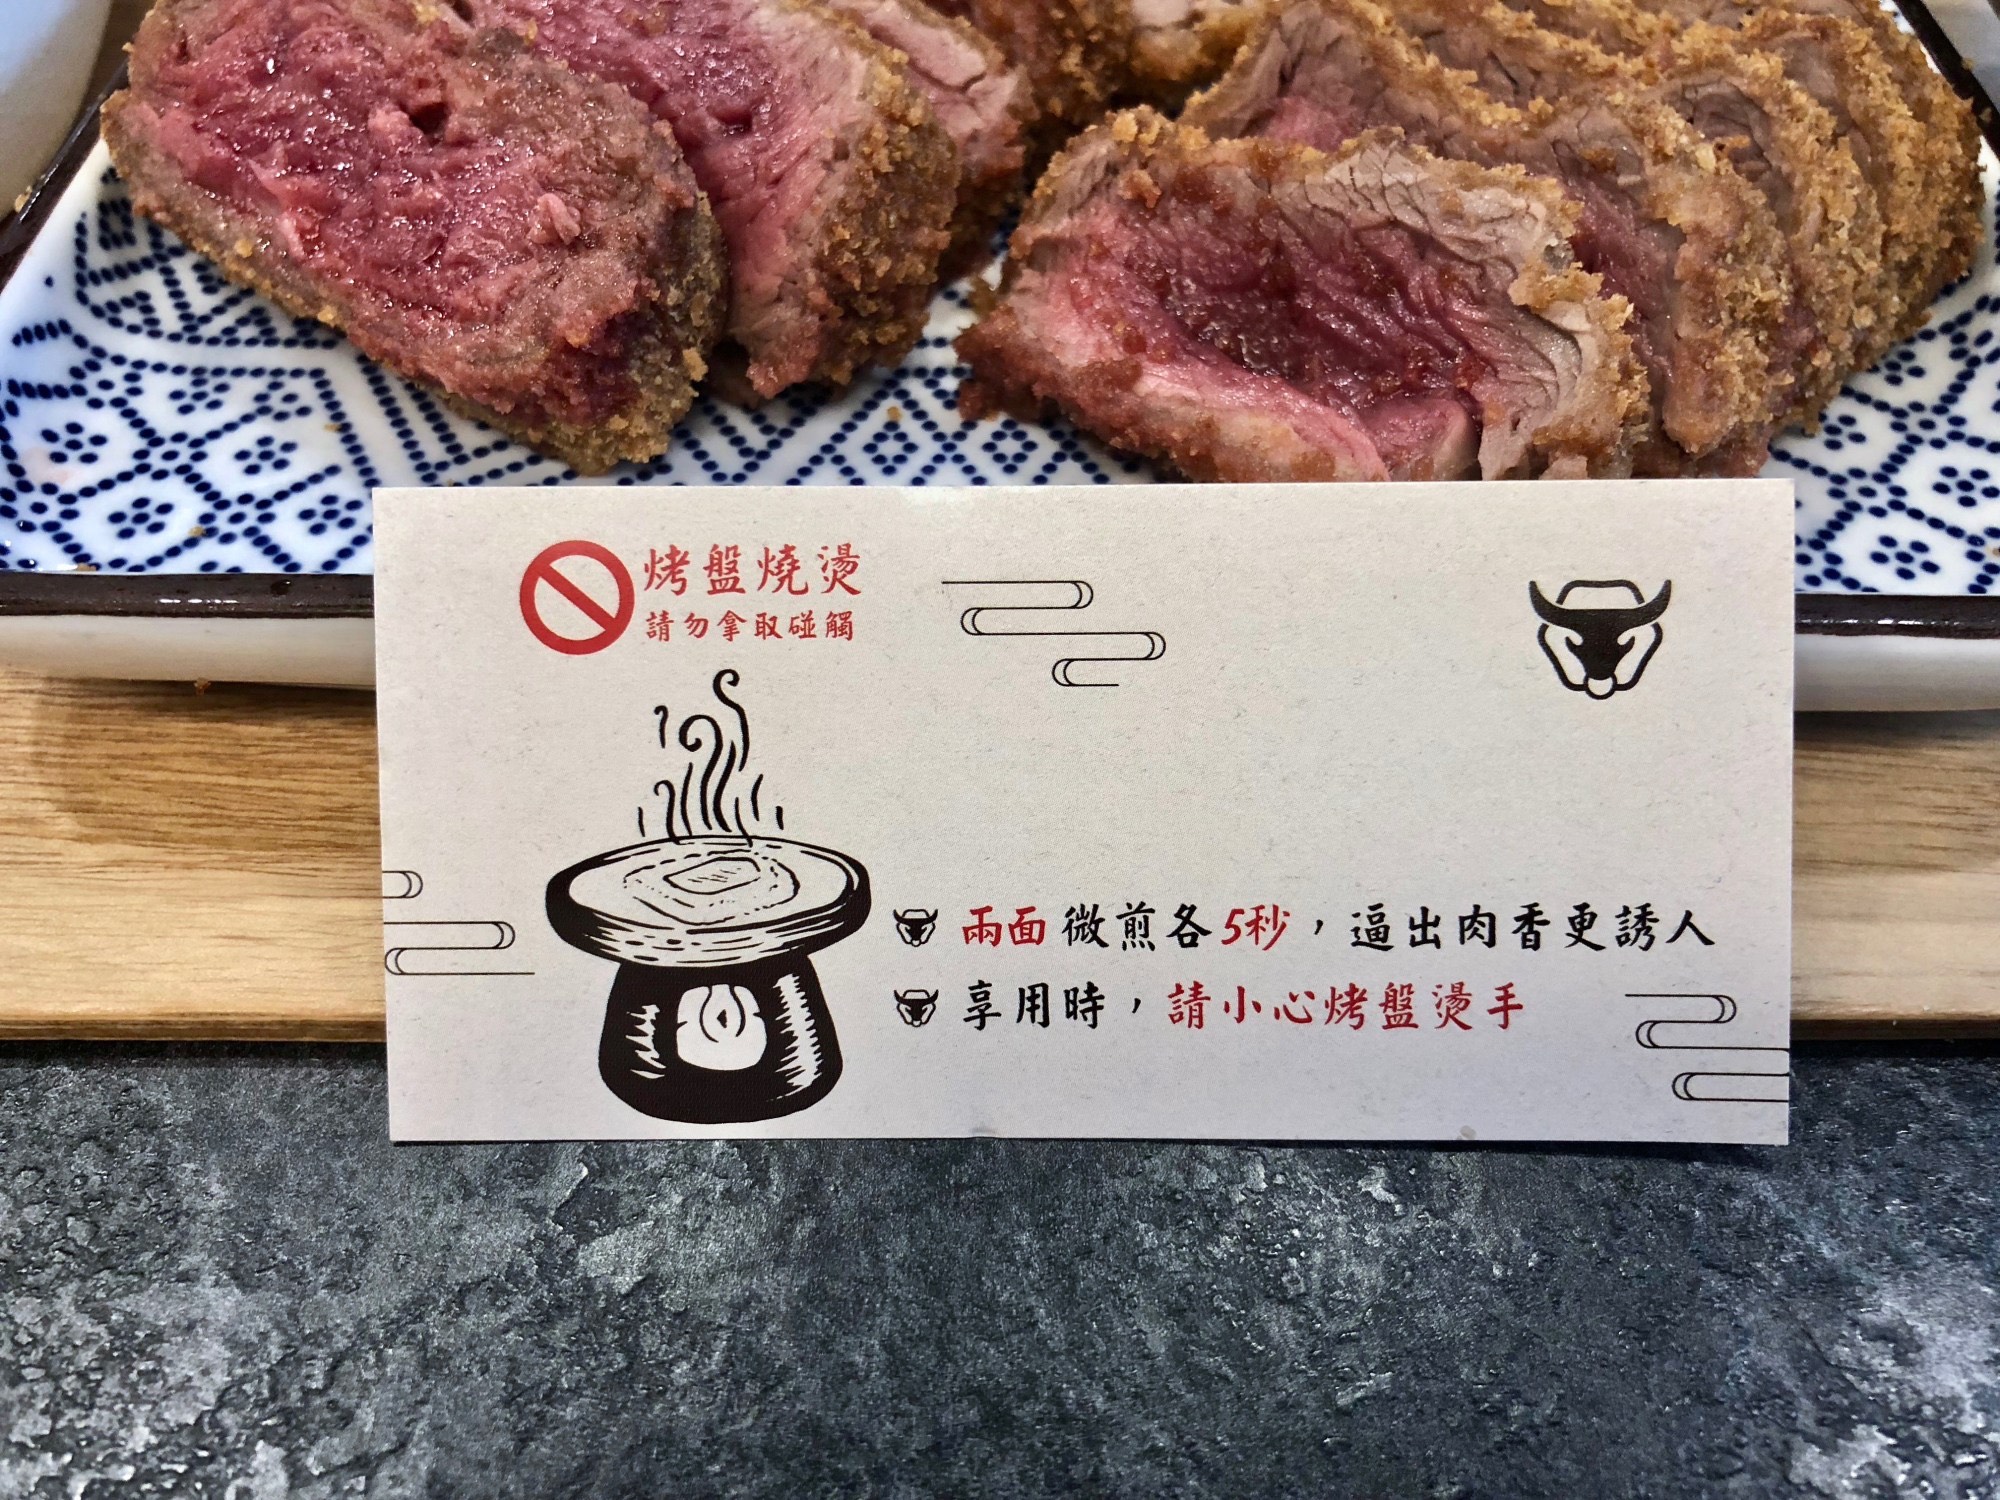 烤盤燒燙
請勿拿取碰觸
兩面微煎各5秒，逼出肉香更誘人
享用時，請小心烤盤燙手